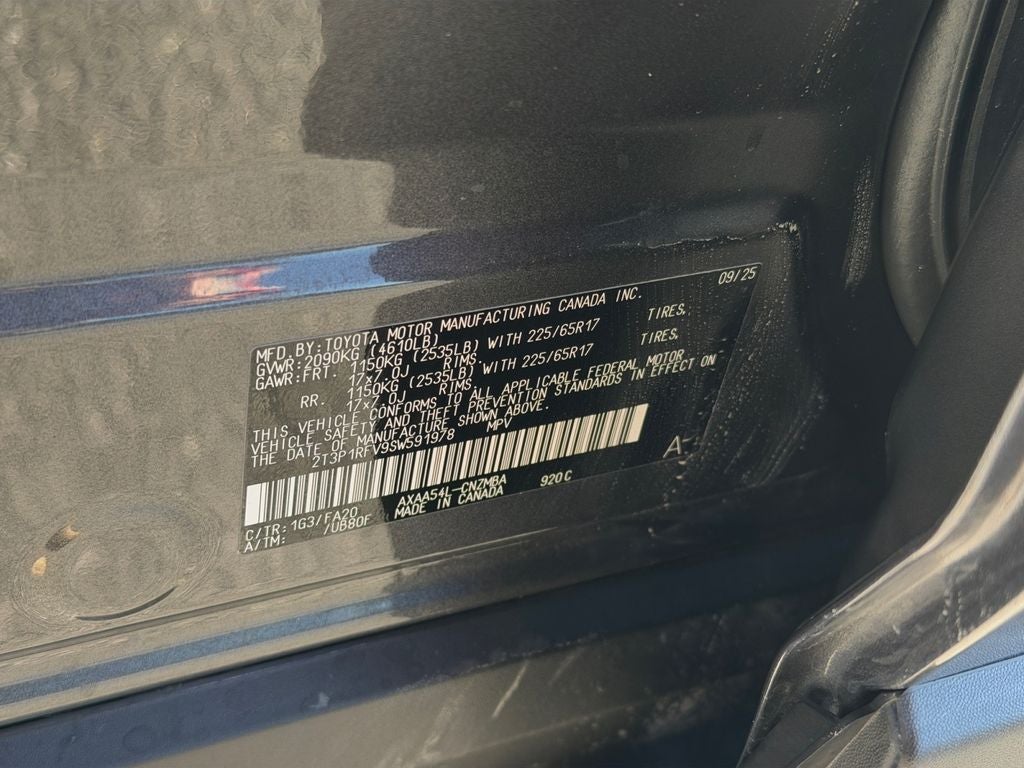 09/25
MFD.BY:TOYOTA MOTOR MANUFACTURING CANADA INC.
GVWR:2090KG (4610LB)
GAWR:FRT. 1150KG (2535LB) WITH 225/65R17 TIRES,
17x7.0J RIMS,
RR. 1150KG (2535LB) WITH 225/65R17 TIRES,
17x7.0J RIMS
THIS VEHICLE CONFORMS TO ALL APPLICABLE FEDERAL MOTOR
VEHICLE SAFETY AND THEFT PREVENTION STANDARDS IN EFFECT ON
THE DATE OF MANUFACTURE SHOWN ABOVE.
2T3P1RFV9SW591978 MPV
A
C/TR: 1G3/FA20 AXAA54L-CNZMBA 920C
A/TM: /UB80F MADE IN CANADA